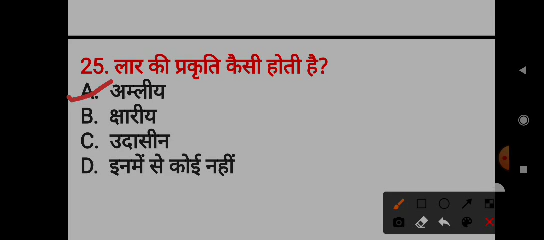 25. लार की प्रकृति कैसी होती है?
A. अम्लीय
B. क्षारीय
C. उदासीन
D. इनमें से कोई नहीं